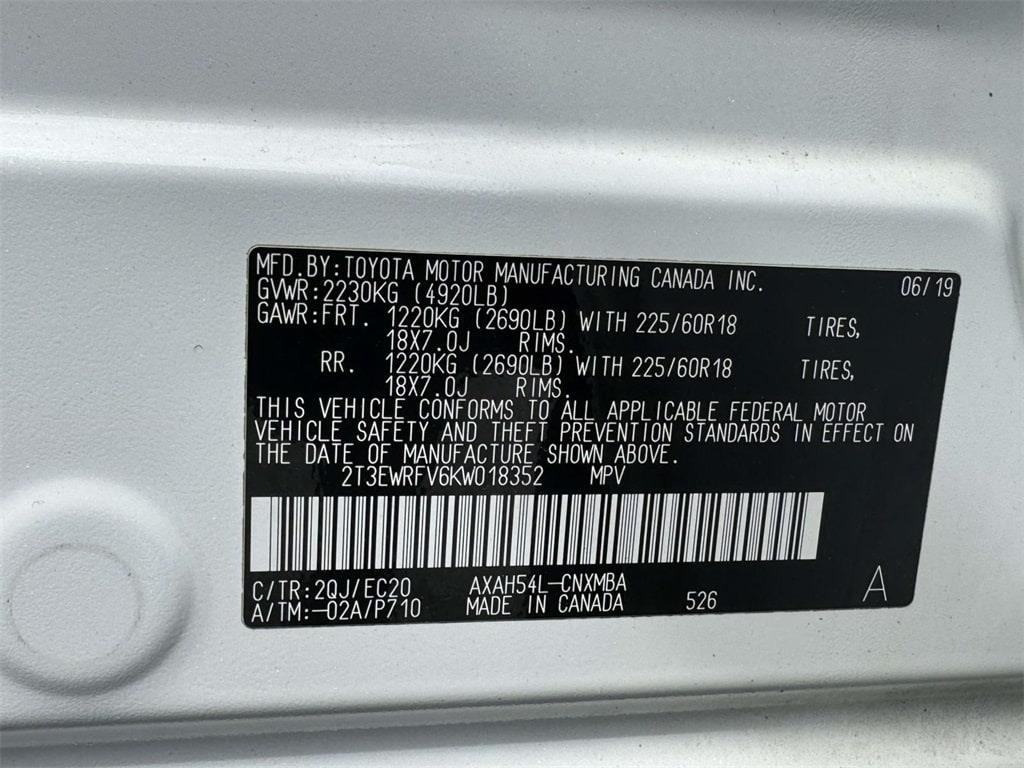 MFD.BY:TOYOTA MOTOR MANUFACTURING CANADA INC. 06/19
GVWR:2230KG (4920LB)
GAWR:FRT. 1220KG (2690LB) WITH 225/60R18 TIRES,
18X7.0J RIMS.
RR. 1220KG (2690LB) WITH 225/60R18 TIRES,
18X7.0J RIMS.
THIS VEHICLE CONFORMS TO ALL APPLICABLE FEDERAL MOTOR
VEHICLE SAFETY AND THEFT PREVENTION STANDARDS IN EFFECT ON
THE DATE OF MANUFACTURE SHOWN ABOVE.
2T3EWRFV6KW018352 MPV
C/TR:2QJ/EC20 AXAH54L-CNXMBA
A/TM:-02A/P710 MADE IN CANADA 526 A